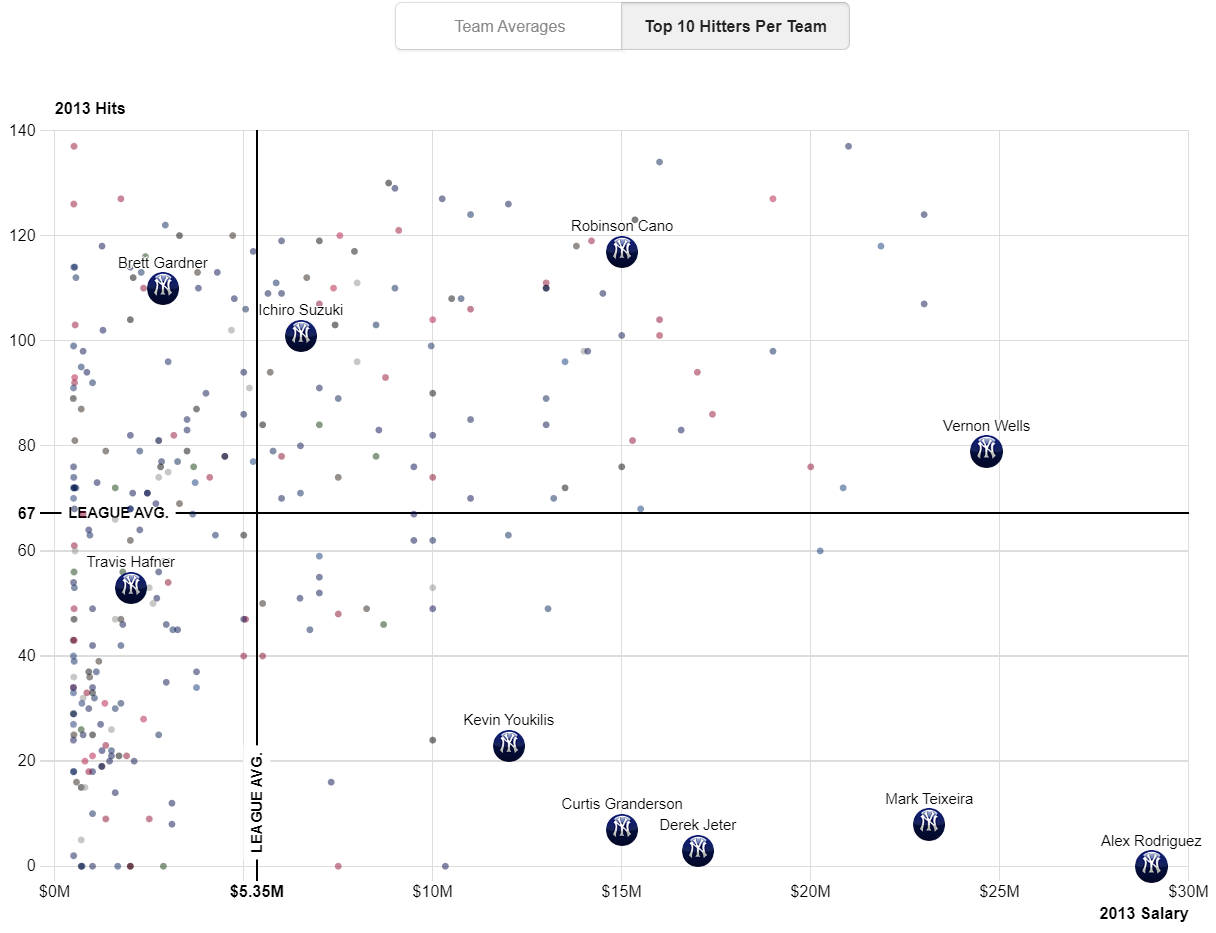 Team Averages
Top 10 Hitters Per Team
2013 Hits
140
120
Robinson Cano
Brett Gardner
Ichiro Suzuki
100
Vernon Wells
80
67
LEAGUE AVG.
60
Travis Hafner
40
Kevin Youkilis
20
LEAGUE AVG.
Curtis Granderson
Mark Teixeira
Derek Jeter
Alex Rodriguez
0
$0M
$5.35M
$10M
$15M
$20M
$25M
$30M
2013 Salary